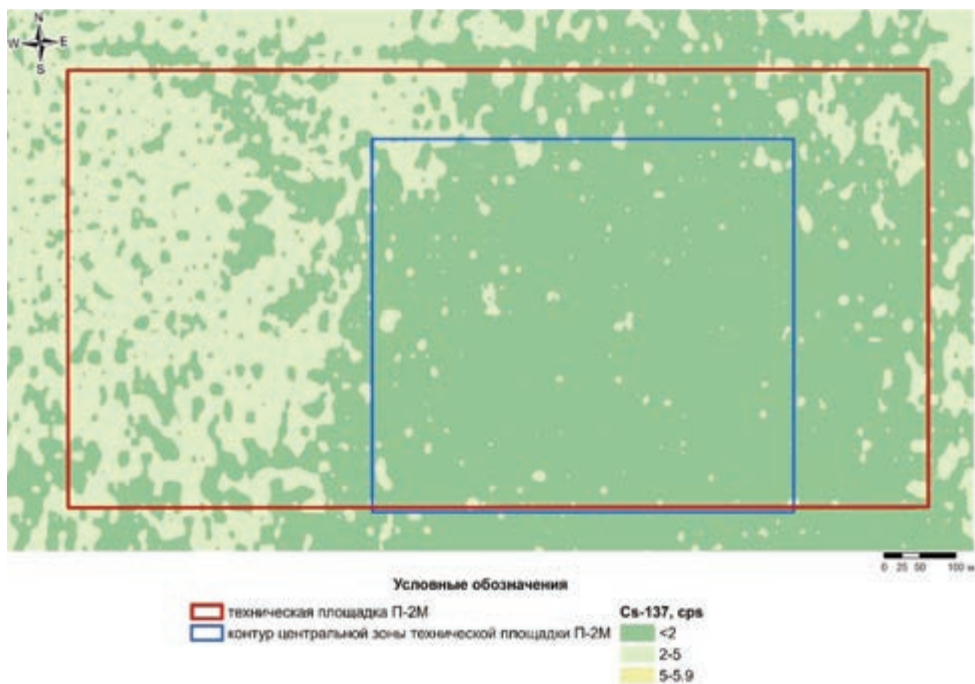 N
W E
S
0 25 50 100 м
Условные обозначения
техническая площадка П-2М
контур центральной зоны технической площадки П-2М
Cs-137, cps
<2
2-5
5-5.9